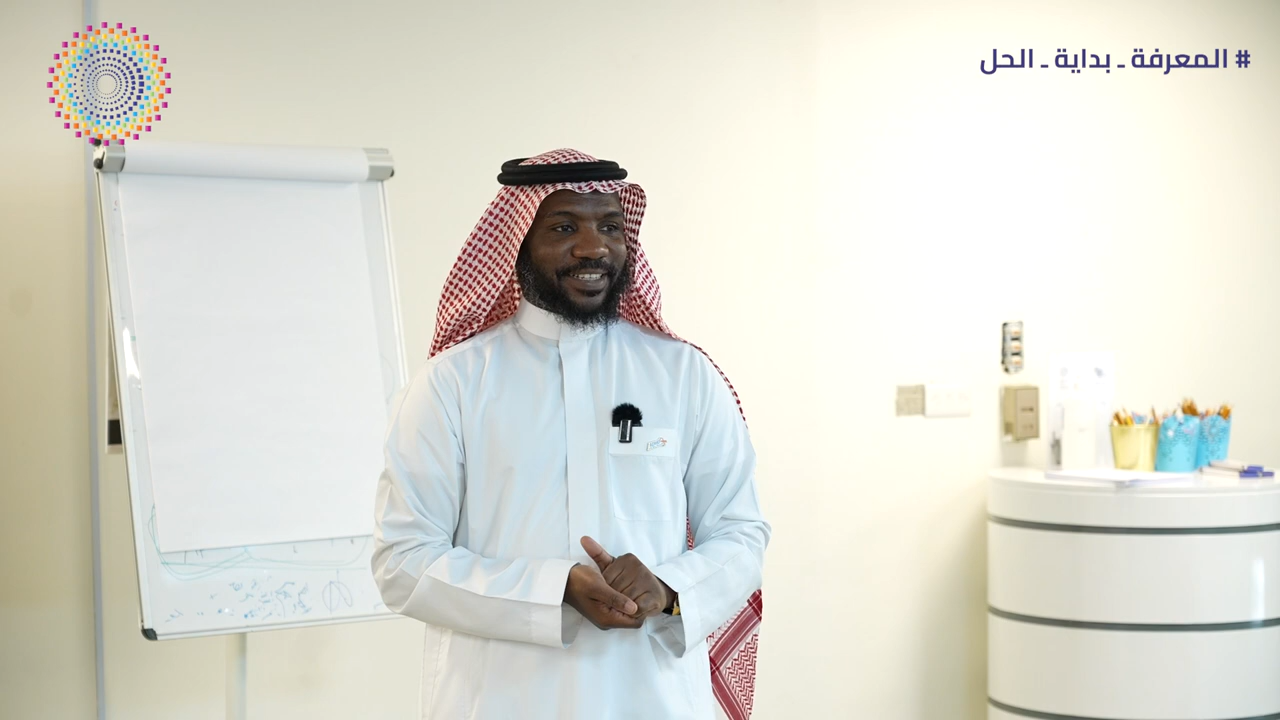 # المعرفة ـ بداية ـ الحل